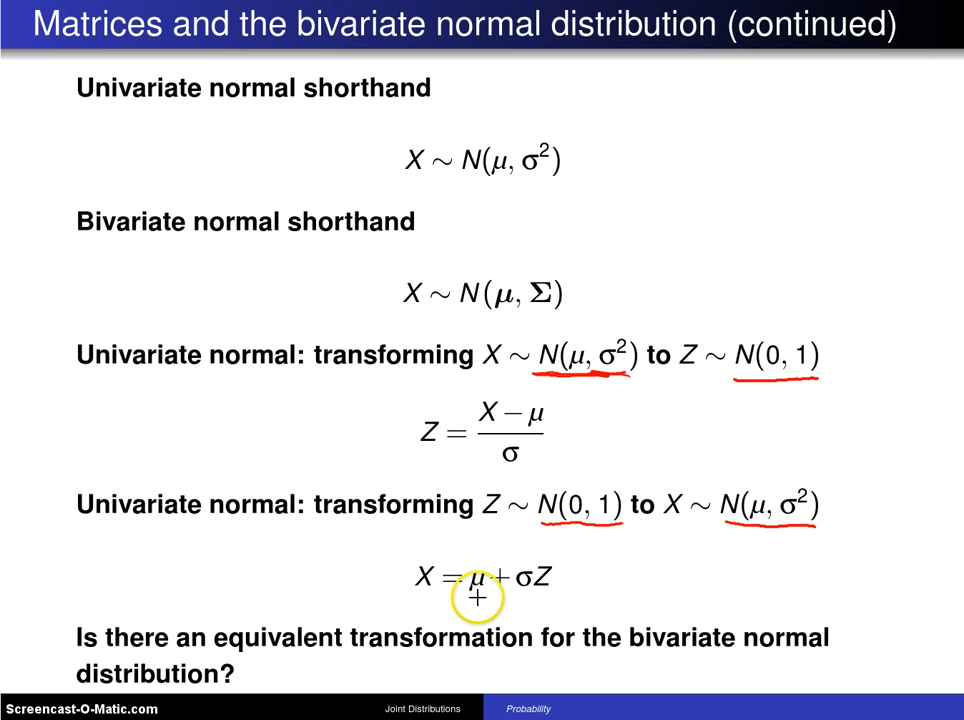 Matrices and the bivariate normal distribution (continued)
Univariate normal shorthand
X ∼ N(μ, σ²)
Bivariate normal shorthand
X ∼ N(μ, Σ)
Univariate normal: transforming X ∼ N(μ, σ²) to Z ∼ N(0, 1)
Z = (X − μ) / σ
Univariate normal: transforming Z ∼ N(0, 1) to X ∼ N(μ, σ²)
X = μ + σZ
Is there an equivalent transformation for the bivariate normal
distribution?
Screencast-O-Matic.com Joint Distributions Probability